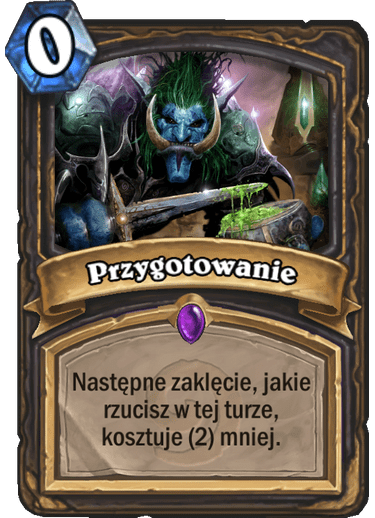 0
Przygotowanie
Następne zaklęcie, jakie
rzucisz w tej turze,
kosztuje (2) mniej.